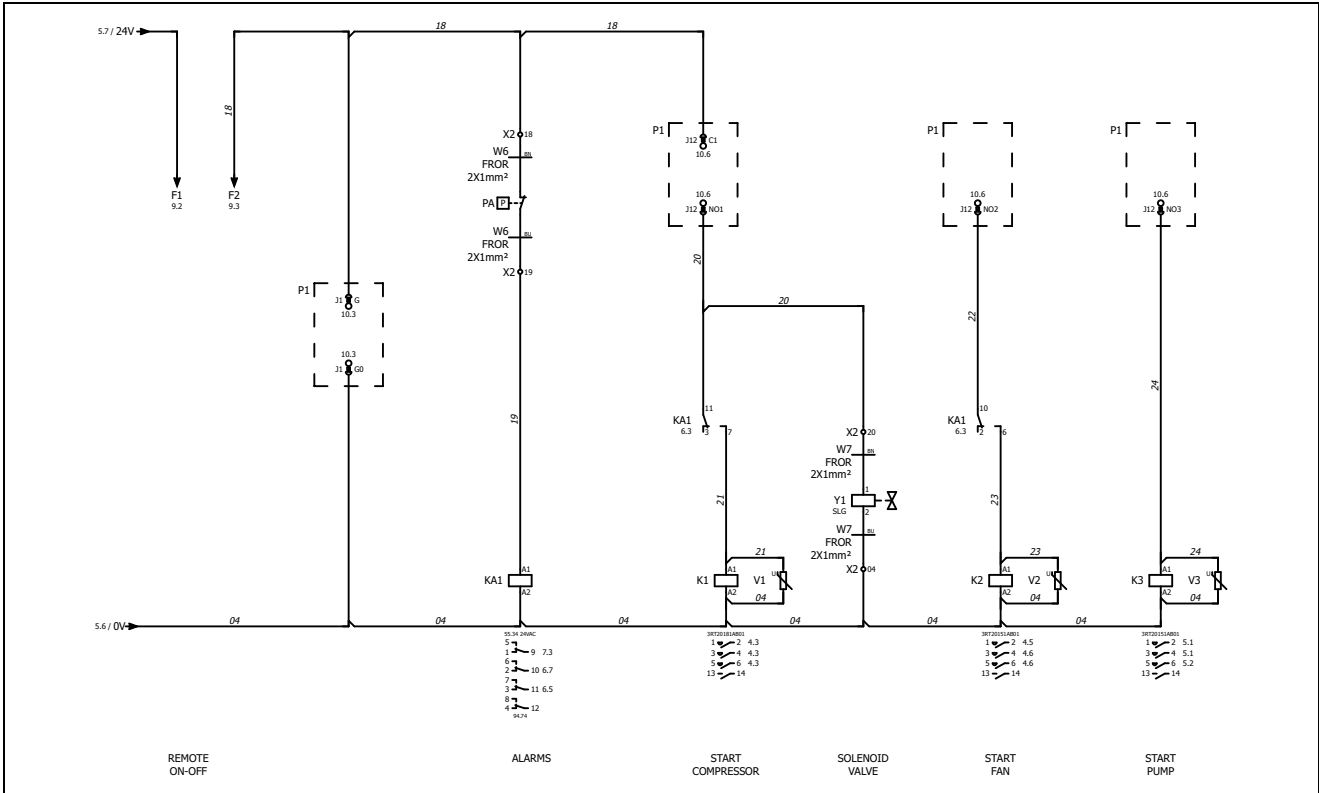 5.7 / 24V
18
18
18
F1
9.2
F2
9.3
X2 18
W6 BN
FROR
2X1mm²
PA P
W6 BU
FROR
2X1mm²
X2 19
19
P1
J1 G
10.3
10.3
J1 G0
P1
J12 C1
10.6
10.6
J12 NO1
20
20
P1
10.6
J12 NO2
22
P1
10.6
J12 NO3
24
KA1
6.3
11
3 7
21
X2 20
W7 BN
FROR
2X1mm²
Y1
SLG
1
2
W7 BU
FROR
2X1mm²
X2 04
KA1
6.3
10
2 6
23
KA1
A1
A2
K1
A1
A2
21
V1 U
04
K2
A1
A2
23
V2 U
04
K3
A1
A2
24
V3 U
04
5.6 / 0V
04
04
04
04
04
04
55.34 24VAC
5
1 9 7.3
6
2 10 6.7
7
3 11 6.5
8
4 12
94.74
3RT20181AB01
1 2 4.3
3 4 4.3
5 6 4.3
13 14
3RT20151AB01
1 2 4.5
3 4 4.6
5 6 4.6
13 14
3RT20151AB01
1 2 5.1
3 4 5.1
5 6 5.2
13 14
REMOTE
ON-OFF
ALARMS
START
COMPRESSOR
SOLENOID
VALVE
START
FAN
START
PUMP